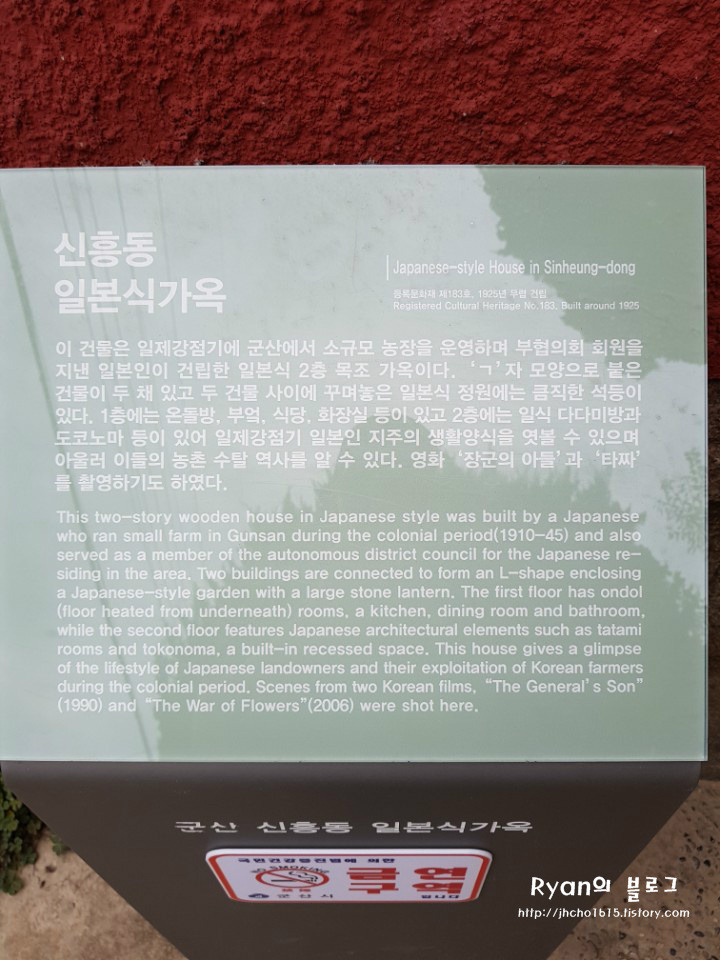 신흥동
일본식가옥
Japanese-style House in Sinheung-dong
등록문화재 제183호, 1925년 무렵 건립
Registered Cultural Heritage No.183. Built around 1925
이 건물은 일제강점기에 군산에서 소규모 농장을 운영하며 부협의회 회원을
지낸 일본인이 건립한 일본식 2층 목조 가옥이다. ‘ㄱ’자 모양으로 붙은
건물이 두 채 있고 두 건물 사이에 꾸며놓은 일본식 정원에는 큼직한 석등이
있다. 1층에는 온돌방, 부엌, 식당, 화장실 등이 있고 2층에는 일식 다다미방과
도코노마 등이 있어 일제강점기 일본인 지주의 생활양식을 엿볼 수 있으며
아울러 이들의 농촌 수탈 역사를 알 수 있다. 영화 ‘장군의 아들’과 ‘타짜’
를 촬영하기도 하였다.
This two-story wooden house in Japanese style was built by a Japanese
who ran small farm in Gunsan during the colonial period(1910-45) and also
served as a member of the autonomous district council for the Japanese re-
siding in the area. Two buildings are connected to form an L-shape enclosing
a Japanese-style garden with a large stone lantern. The first floor has ondol
(floor heated from underneath) rooms, a kitchen, dining room and bathroom,
while the second floor features Japanese architectural elements such as tatami
rooms and tokonoma, a built-in recessed space. This house gives a glimpse
of the lifestyle of Japanese landowners and their exploitation of Korean farmers
during the colonial period. Scenes from two Korean films, “The General's Son”
(1990) and “The War of Flowers”(2006) were shot here.
군산 신흥동 일본식가옥
국민건강증진법에 의한
NO SMOKING
금연
구역
군산시
입니다
Ryan의 블로그
http://jhcho1615.tistory.com